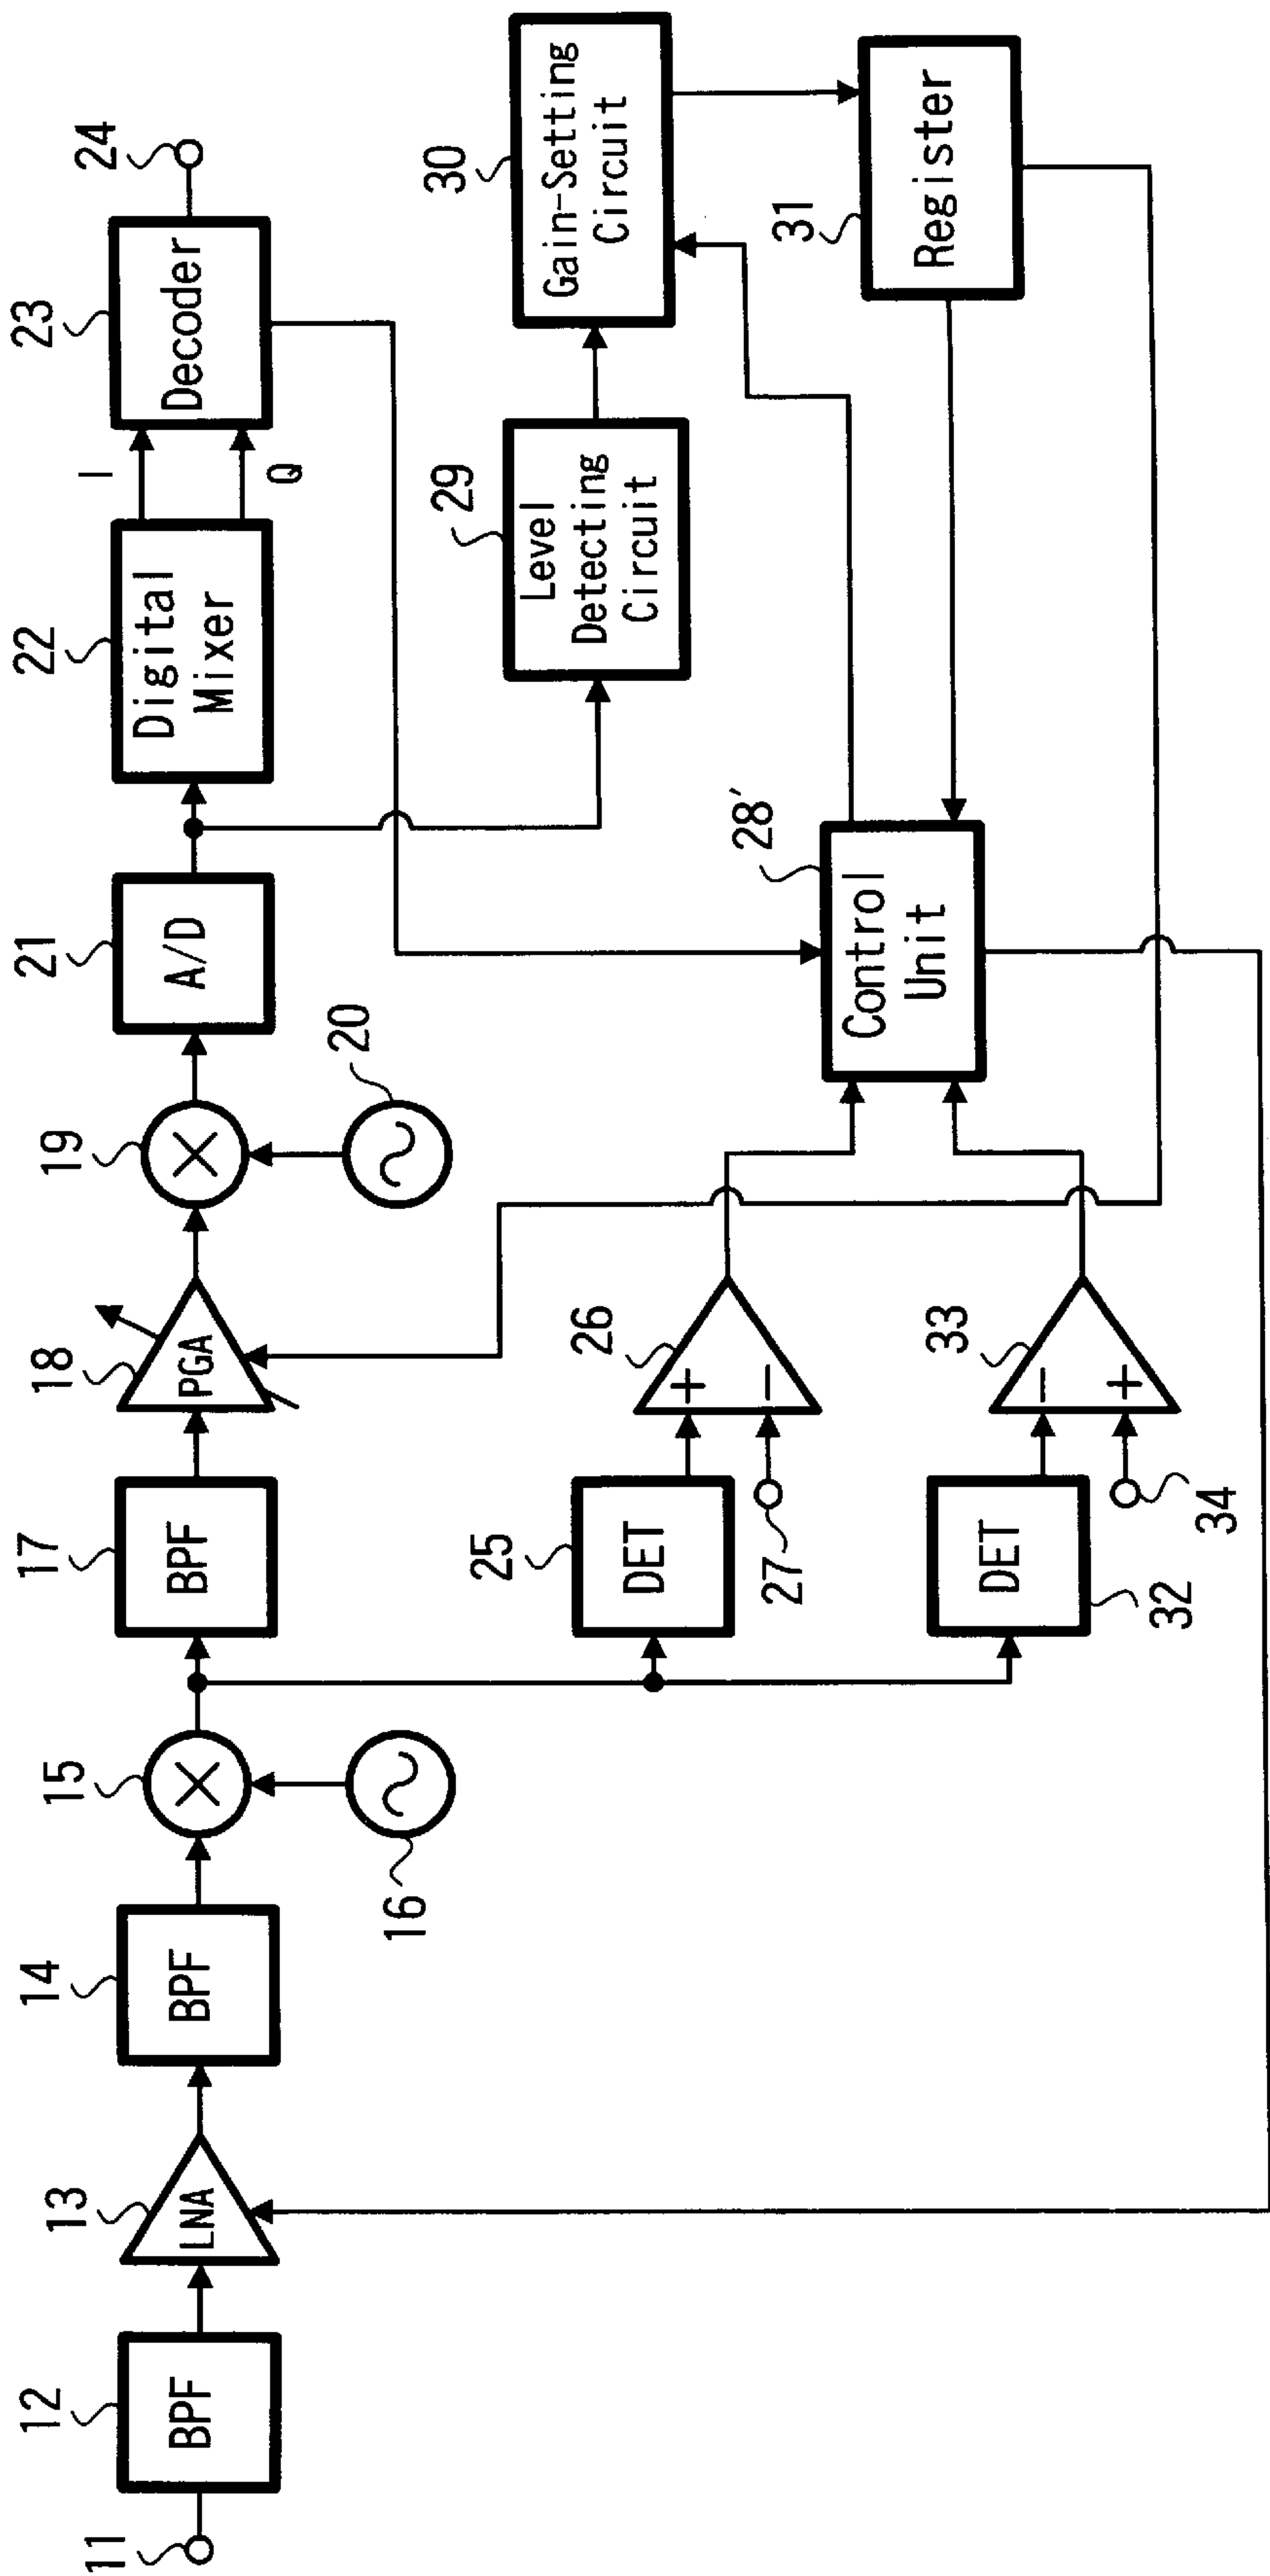 11
12
BPF
13
LNA
14
BPF
15
16
17
BPF
18
PGA
19
20
21
A/D
22
Digital
Mixer
I
Q
23
Decoder
24
25
DET
26
+
−
27
28'
Control
Unit
29
Level
Detecting
Circuit
30
Gain-Setting
Circuit
31
Register
32
DET
33
−
+
34